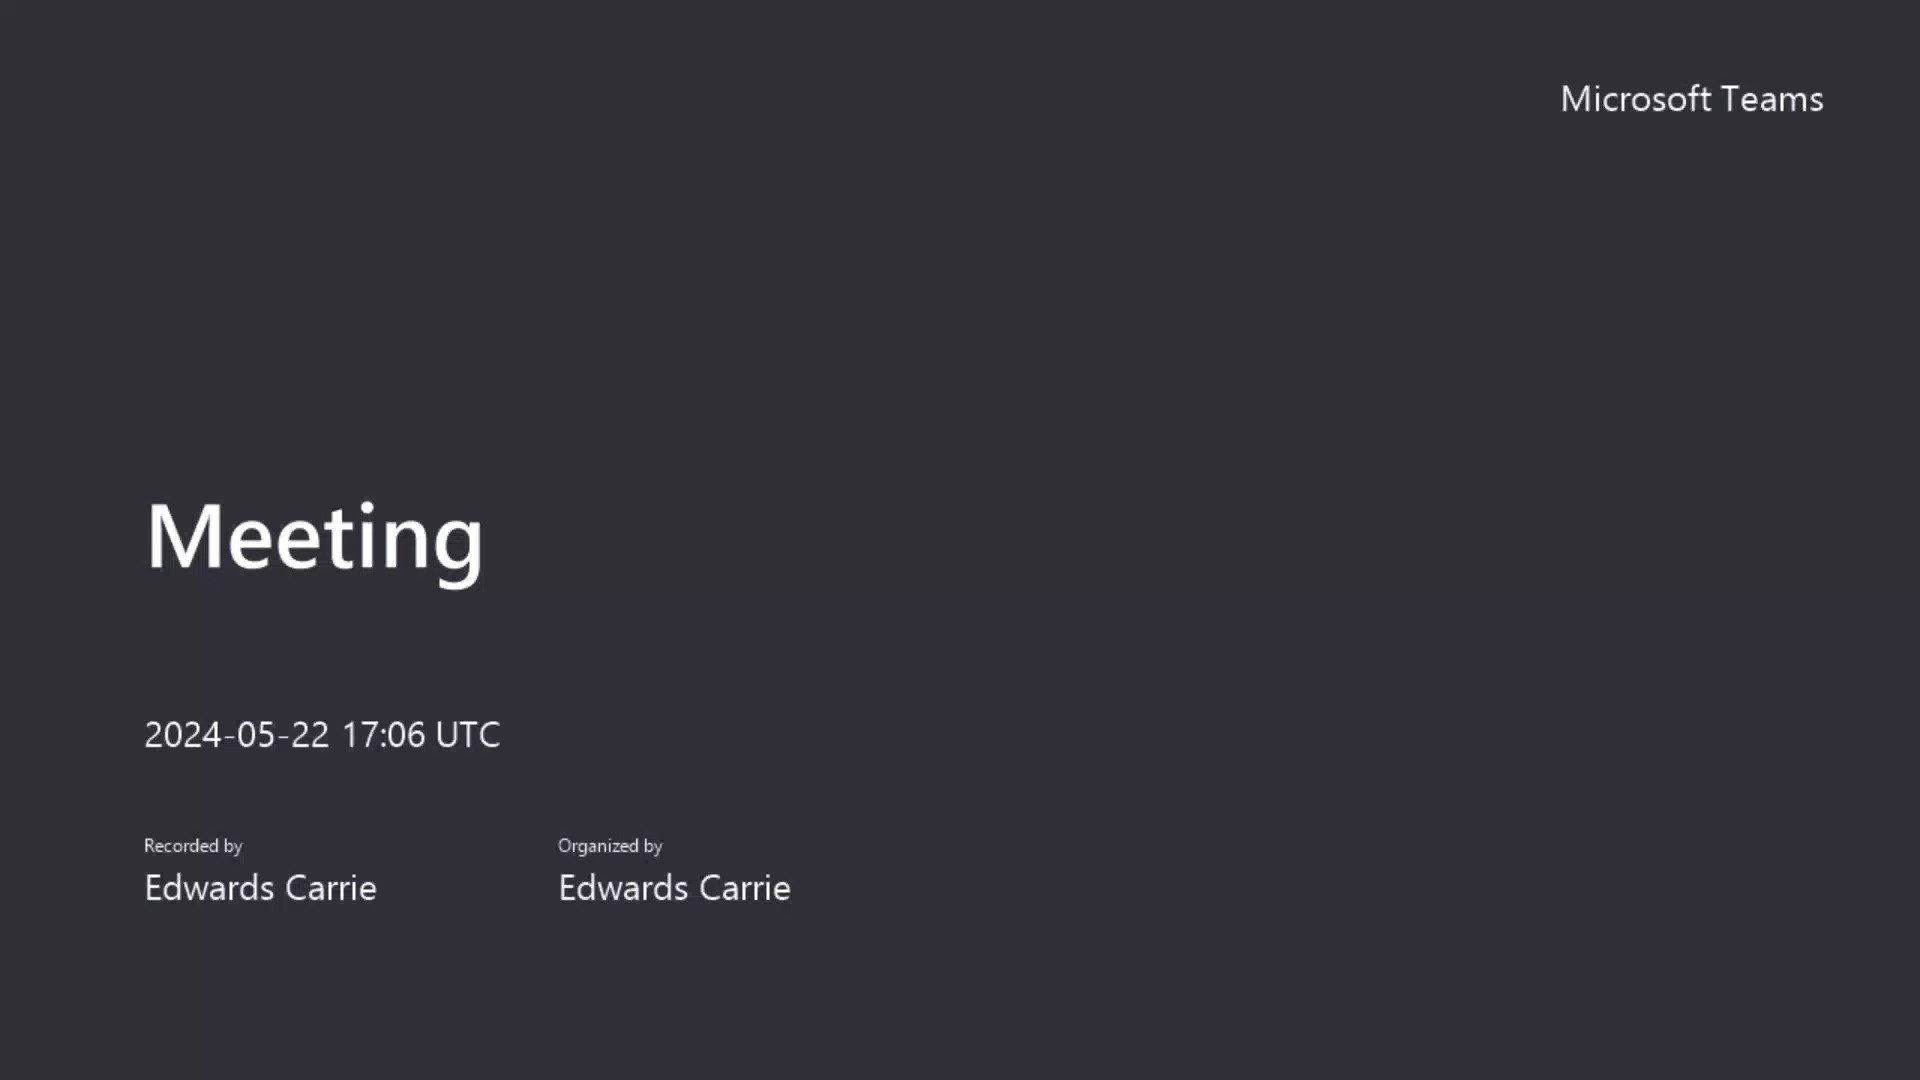 Microsoft Teams
Meeting
2024-05-22 17:06 UTC
Recorded by
Edwards Carrie
Organized by
Edwards Carrie